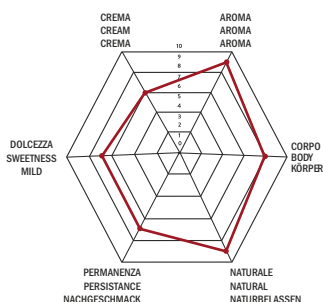 CREMA
CREAM
CREMA
AROMA
AROMA
AROMA
10
9
8
7
6
5
4
3
2
1
0
DOLCEZZA
SWEETNESS
MILD
CORPO
BODY
KÖRPER
PERMANENZA
PERSISTANCE
NACHGESCHMACK
NATURALE
NATURAL
NATURBELASSEN